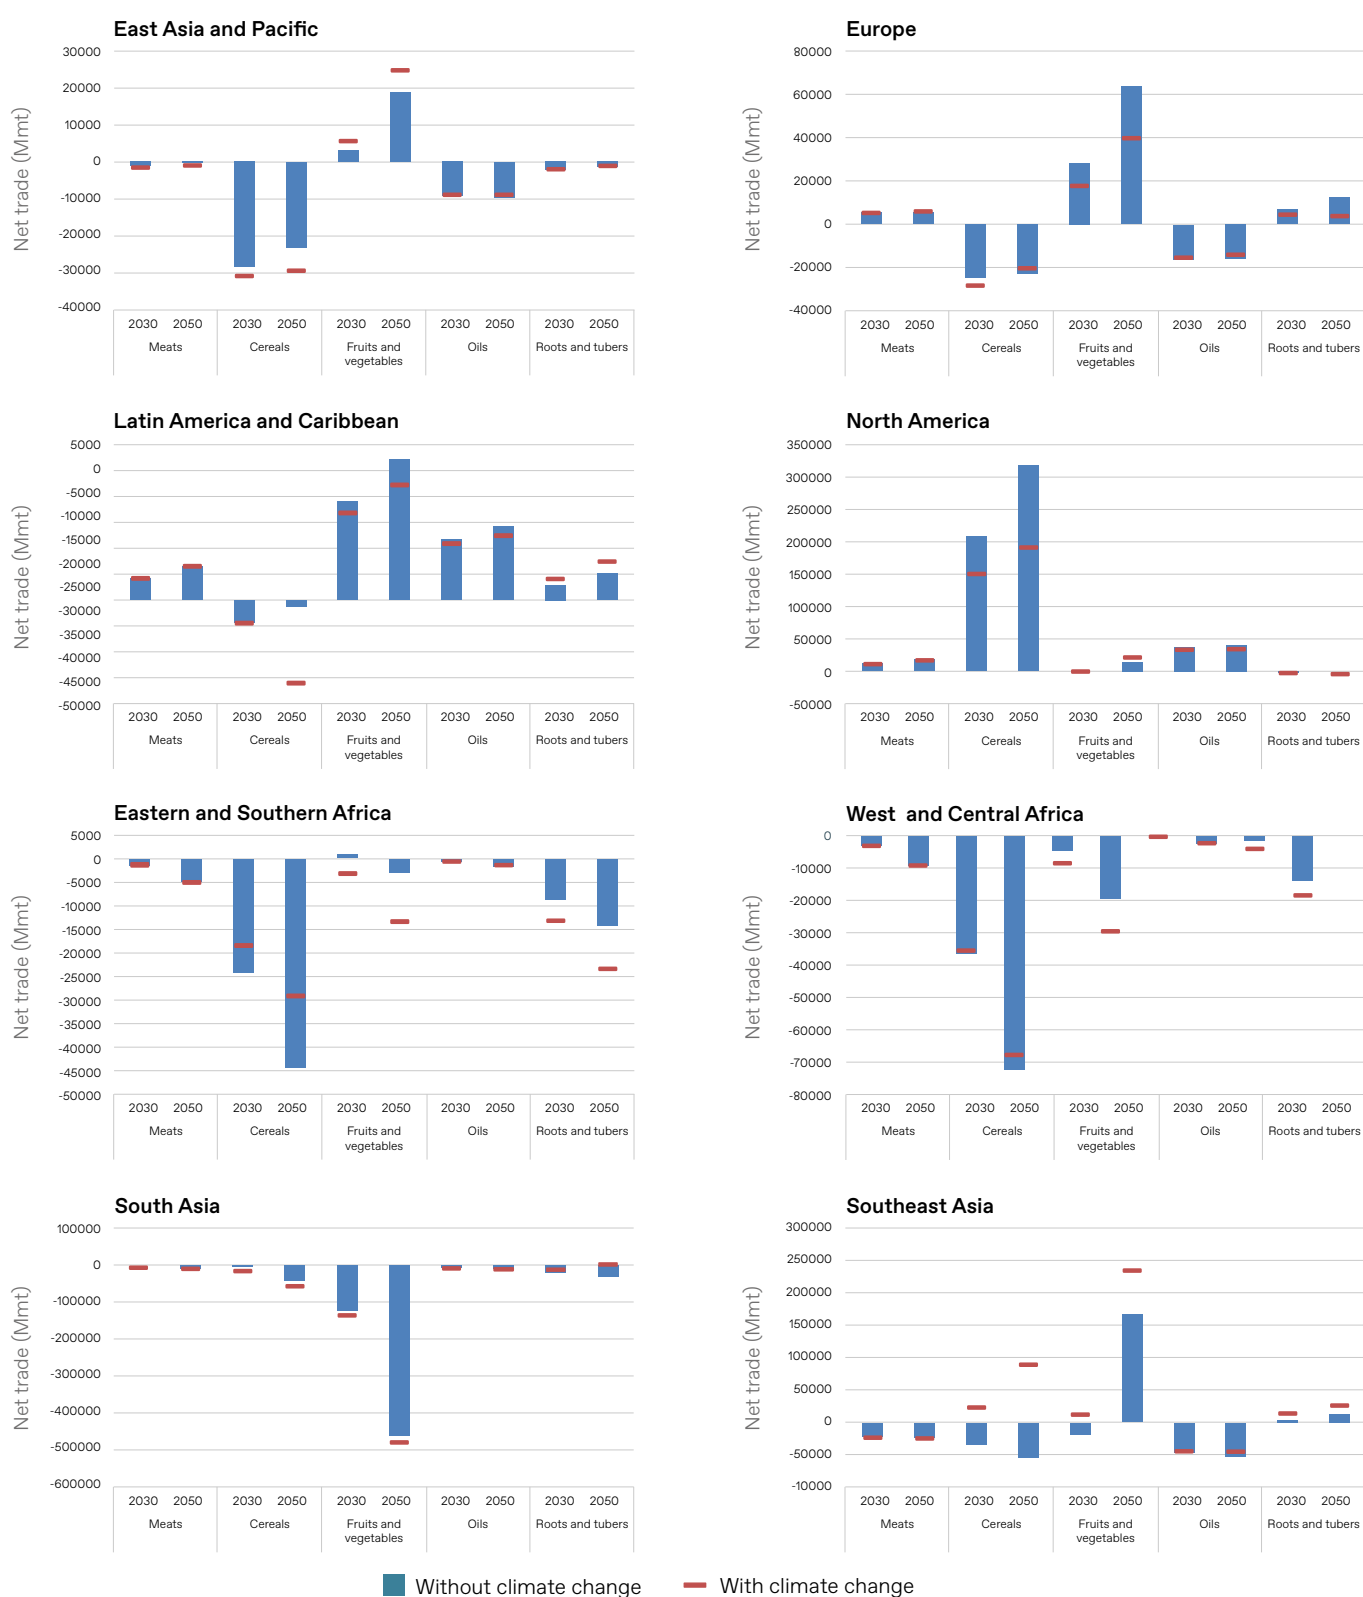 East Asia and Pacific
Net trade (Mmt)
30000
20000
10000
0
-10000
-20000
-30000
-40000
2030 2050 2030 2050 2030 2050 2030 2050 2030 2050
Meats Cereals Fruits and Oils Roots and tubers
vegetables
Europe
Net trade (Mmt)
80000
60000
40000
20000
0
-20000
-40000
2030 2050 2030 2050 2030 2050 2030 2050 2030 2050
Meats Cereals Fruits and Oils Roots and tubers
vegetables
Latin America and Caribbean
Net trade (Mmt)
5000
0
-5000
-10000
-15000
-20000
-25000
-30000
-35000
-40000
-45000
-50000
2030 2050 2030 2050 2030 2050 2030 2050 2030 2050
Meats Cereals Fruits and Oils Roots and tubers
vegetables
North America
Net trade (Mmt)
350000
300000
250000
200000
150000
100000
50000
0
-50000
2030 2050 2030 2050 2030 2050 2030 2050 2030 2050
Meats Cereals Fruits and Oils Roots and tubers
vegetables
Eastern and Southern Africa
Net trade (Mmt)
5000
0
-5000
-10000
-15000
-20000
-25000
-30000
-35000
-40000
-45000
-50000
2030 2050 2030 2050 2030 2050 2030 2050 2030 2050
Meats Cereals Fruits and Oils Roots and tubers
vegetables
West and Central Africa
Net trade (Mmt)
0
-10000
-20000
-30000
-40000
-50000
-60000
-70000
-80000
2030 2050 2030 2050 2030 2050 2030 2050 2030 2050
Meats Cereals Fruits and Oils Roots and tubers
vegetables
South Asia
Net trade (Mmt)
100000
0
-100000
-200000
-300000
-400000
-500000
-600000
2030 2050 2030 2050 2030 2050 2030 2050 2030 2050
Meats Cereals Fruits and Oils Roots and tubers
vegetables
Southeast Asia
Net trade (Mmt)
300000
250000
200000
150000
100000
50000
0
-50000
-10000
2030 2050 2030 2050 2030 2050 2030 2050 2030 2050
Meats Cereals Fruits and Oils Roots and tubers
vegetables
Without climate change With climate change